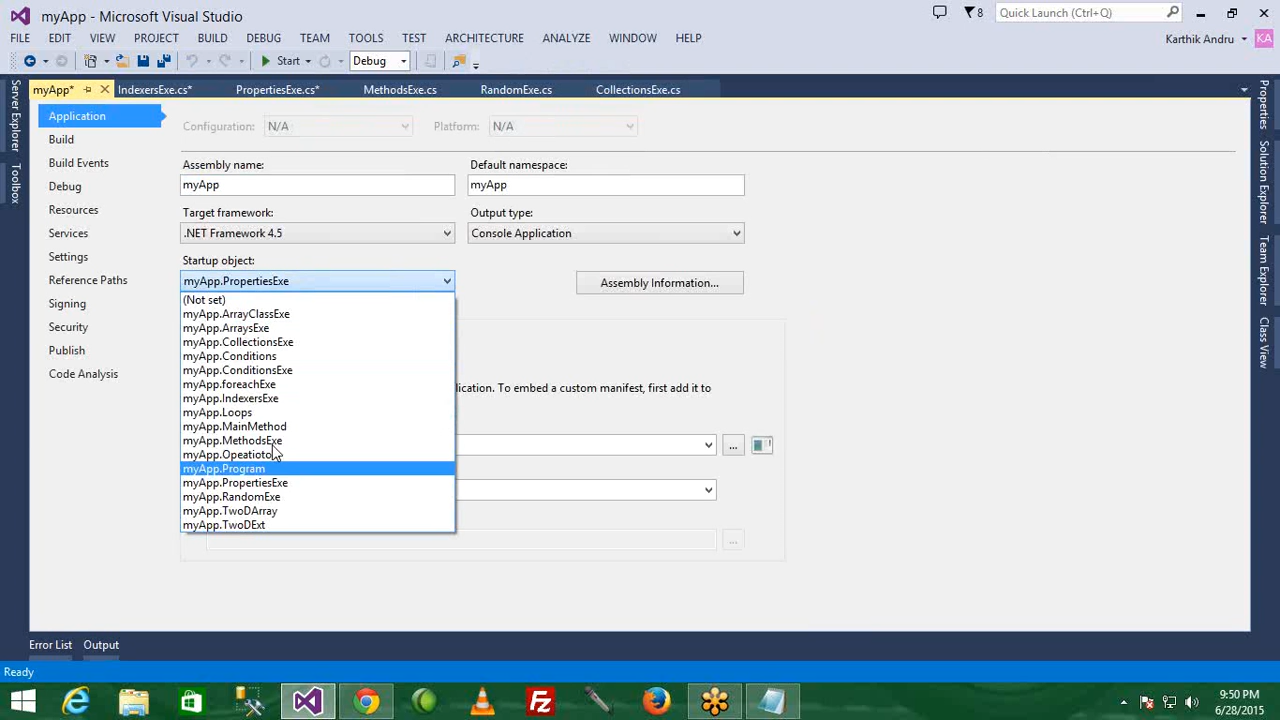 myApp - Microsoft Visual Studio
8
Quick Launch (Ctrl+Q)
FILE EDIT VIEW PROJECT BUILD DEBUG TEAM TOOLS TEST ARCHITECTURE ANALYZE WINDOW HELP
Karthik Andru
KA
Start
Debug
myApp* IndexersExe.cs* PropertiesExe.cs* MethodsExe.cs RandomExe.cs CollectionsExe.cs
Server Explorer
Toolbox
Properties
Solution Explorer
Team Explorer
Class View
Application
Build
Build Events
Debug
Resources
Services
Settings
Reference Paths
Signing
Security
Publish
Code Analysis
Configuration: N/A Platform: N/A
Assembly name: Default namespace:
myApp myApp
Target framework: Output type:
.NET Framework 4.5 Console Application
Startup object:
myApp.PropertiesExe Assembly Information...
(Not set)
myApp.ArrayClassExe
myApp.ArraysExe
myApp.CollectionsExe
myApp.Conditions
myApp.ConditionsExe
myApp.foreachExe
myApp.IndexersExe
myApp.Loops
myApp.MainMethod
myApp.MethodsExe
myApp.Program
myApp.PropertiesExe
myApp.RandomExe
myApp.TwoDArray
myApp.TwoDExt
lication. To embed a custom manifest, first add it to
...
...
Error List Output
Ready
9:50 PM
6/28/2015